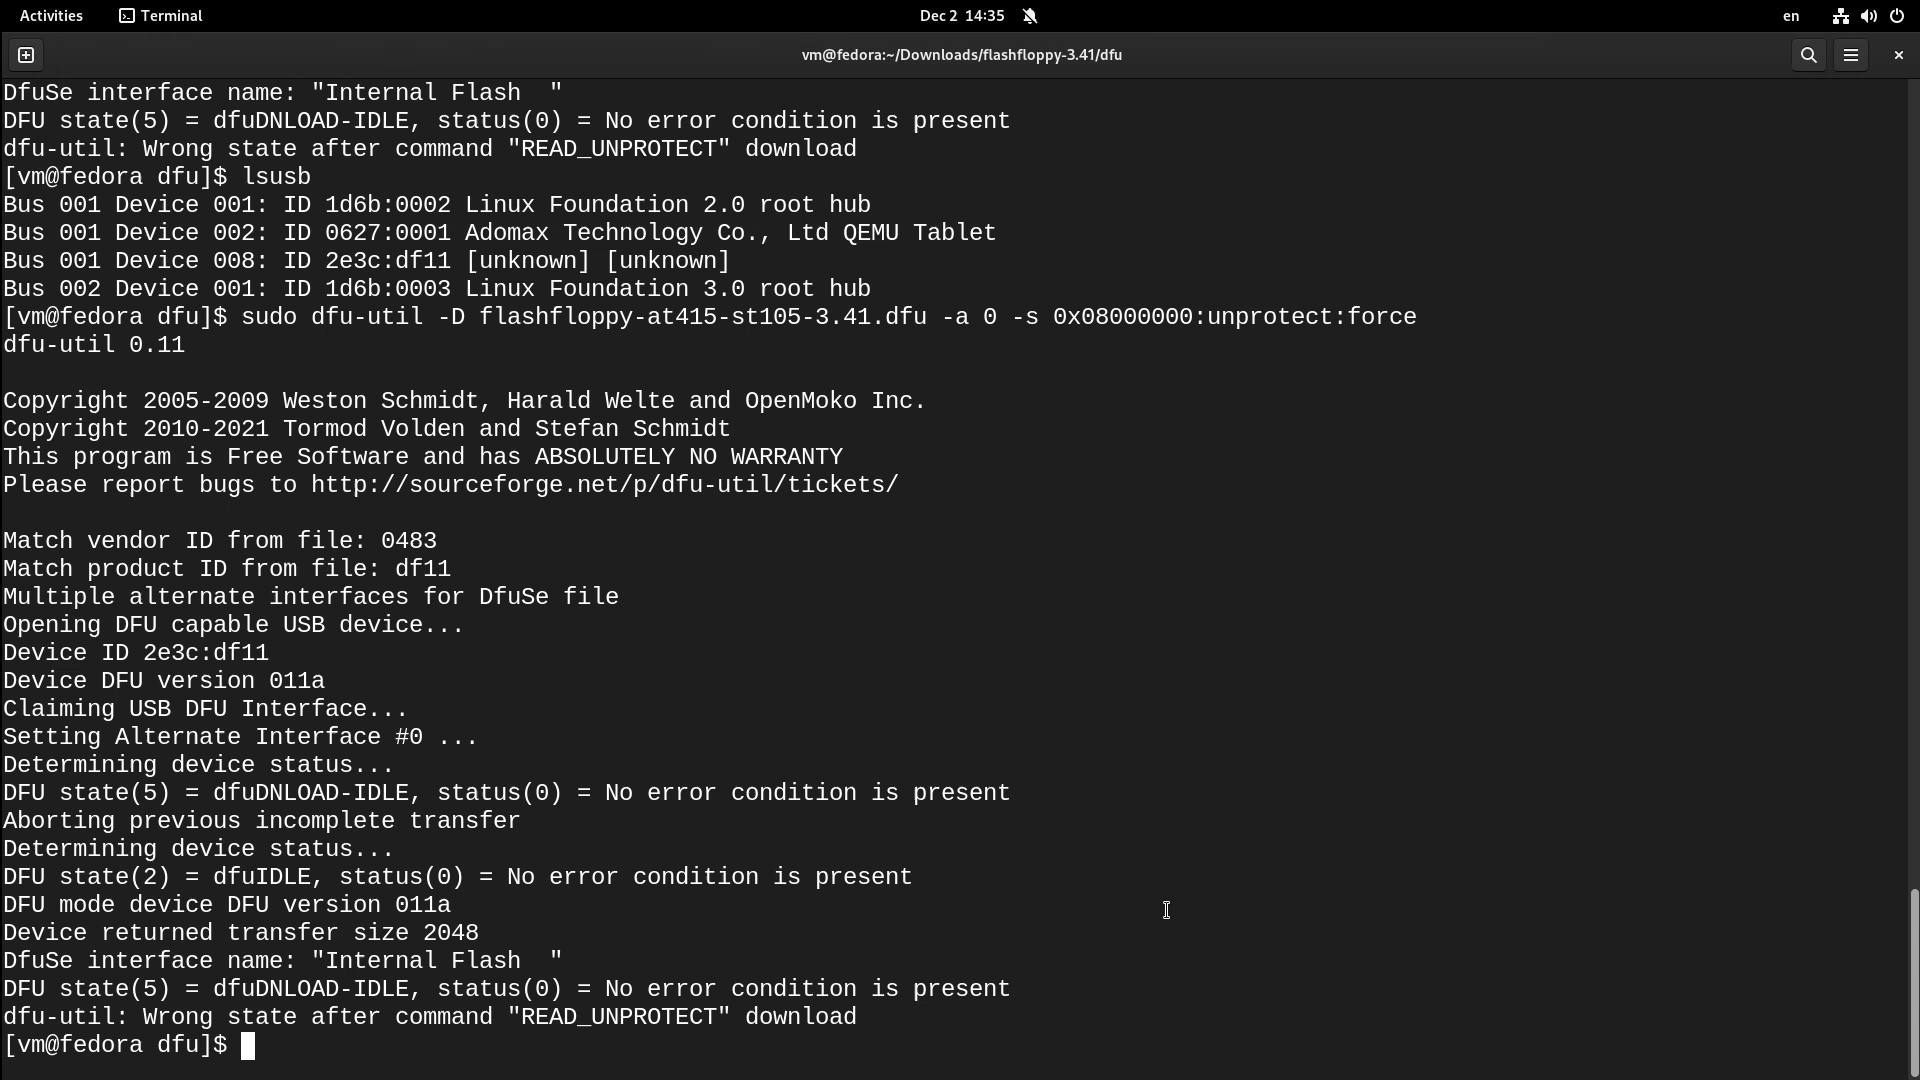 Activities Terminal Dec 2 14:35 en
vm@fedora:~/Downloads/flashfloppy-3.41/dfu
DfuSe interface name: "Internal Flash  "
DFU state(5) = dfuDNLOAD-IDLE, status(0) = No error condition is present
dfu-util: Wrong state after command "READ_UNPROTECT" download
[vm@fedora dfu]$ lsusb
Bus 001 Device 001: ID 1d6b:0002 Linux Foundation 2.0 root hub
Bus 001 Device 002: ID 0627:0001 Adomax Technology Co., Ltd QEMU Tablet
Bus 001 Device 008: ID 2e3c:df11 [unknown] [unknown]
Bus 002 Device 001: ID 1d6b:0003 Linux Foundation 3.0 root hub
[vm@fedora dfu]$ sudo dfu-util -D flashfloppy-at415-st105-3.41.dfu -a 0 -s 0x08000000:unprotect:force
dfu-util 0.11
Copyright 2005-2009 Weston Schmidt, Harald Welte and OpenMoko Inc.
Copyright 2010-2021 Tormod Volden and Stefan Schmidt
This program is Free Software and has ABSOLUTELY NO WARRANTY
Please report bugs to http://sourceforge.net/p/dfu-util/tickets/
Match vendor ID from file: 0483
Match product ID from file: df11
Multiple alternate interfaces for DfuSe file
Opening DFU capable USB device...
Device ID 2e3c:df11
Device DFU version 011a
Claiming USB DFU Interface...
Setting Alternate Interface #0 ...
Determining device status...
DFU state(5) = dfuDNLOAD-IDLE, status(0) = No error condition is present
Aborting previous incomplete transfer
Determining device status...
DFU state(2) = dfuIDLE, status(0) = No error condition is present
DFU mode device DFU version 011a
Device returned transfer size 2048
DfuSe interface name: "Internal Flash  "
DFU state(5) = dfuDNLOAD-IDLE, status(0) = No error condition is present
dfu-util: Wrong state after command "READ_UNPROTECT" download
[vm@fedora dfu]$